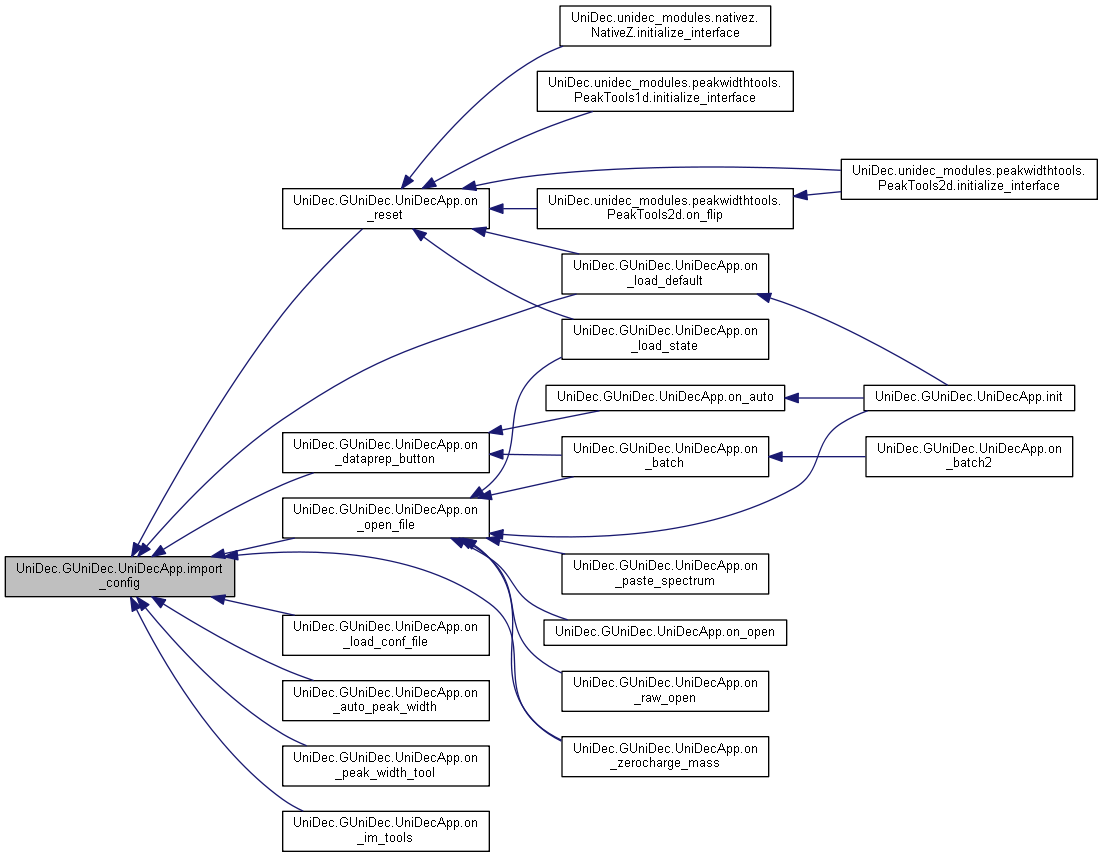 UniDec.unidec_modules.nativez.
NativeZ.initialize_interface
UniDec.unidec_modules.peakwidthtools.
PeakTools1d.initialize_interface
UniDec.unidec_modules.peakwidthtools.
PeakTools2d.initialize_interface
UniDec.GUniDec.UniDecApp.on
_reset
UniDec.unidec_modules.peakwidthtools.
PeakTools2d.on_flip
UniDec.GUniDec.UniDecApp.on
_load_default
UniDec.GUniDec.UniDecApp.on
_load_state
UniDec.GUniDec.UniDecApp.on_auto
UniDec.GUniDec.UniDecApp.init
UniDec.GUniDec.UniDecApp.on
_dataprep_button
UniDec.GUniDec.UniDecApp.on
_batch
UniDec.GUniDec.UniDecApp.on
_batch2
UniDec.GUniDec.UniDecApp.on
_open_file
UniDec.GUniDec.UniDecApp.import
_config
UniDec.GUniDec.UniDecApp.on
_paste_spectrum
UniDec.GUniDec.UniDecApp.on_open
UniDec.GUniDec.UniDecApp.on
_load_conf_file
UniDec.GUniDec.UniDecApp.on
_raw_open
UniDec.GUniDec.UniDecApp.on
_auto_peak_width
UniDec.GUniDec.UniDecApp.on
_zerocharge_mass
UniDec.GUniDec.UniDecApp.on
_peak_width_tool
UniDec.GUniDec.UniDecApp.on
_im_tools